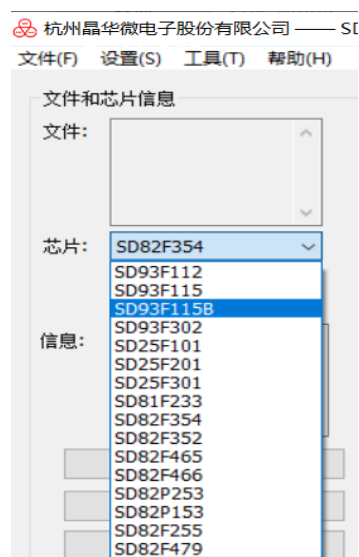 杭州晶华微电子股份有限公司 —— SD
文件(F) 设置(S) 工具(T) 帮助(H)
文件和芯片信息
文件:
芯片: SD82F354
SD93F112
SD93F115
SD93F115B
SD93F302
信息:
SD25F101
SD25F201
SD25F301
SD81F233
SD82F354
SD82F352
SD82F465
SD82F466
SD82P253
SD82P153
SD82F255
SD82F479